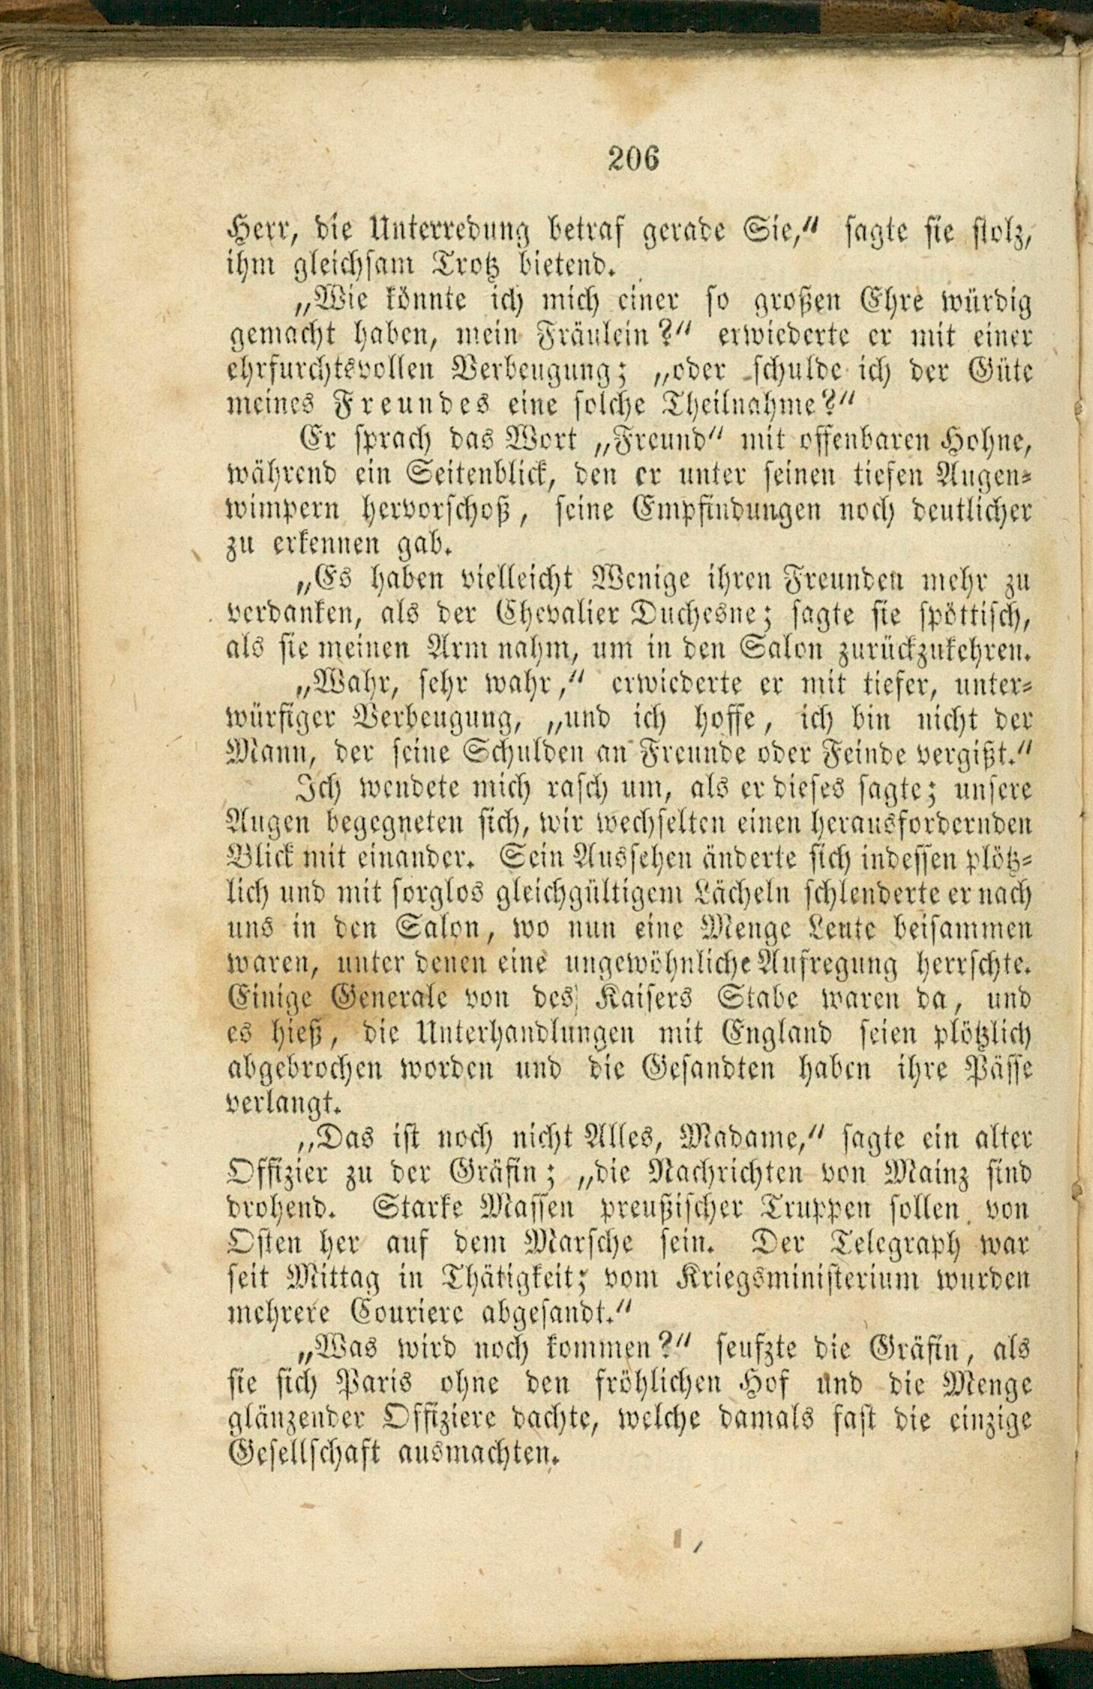 206
Herr, die Unterredung betraf gerade Sie,“ sagte sie stolz,
ihm gleichsam Trotz bietend.
„Wie könnte ich mich einer so großen Ehre würdig
gemacht haben, mein Fräulein?“ erwiederte er mit einer
ehrfurchtsvollen Verbeugung; „oder schulde ich der Güte
meines Freundes eine solche Theilnahme?“
Er sprach das Wort „Freund“ mit offenbaren Hohne,
während ein Seitenblick, den er unter seinen tiefen Augen-
wimpern hervorschoß, seine Empfindungen noch deutlicher
zu erkennen gab.
„Es haben vielleicht Wenige ihren Freunden mehr zu
verdanken, als der Chevalier Duchesne; sagte sie spöttisch,
als sie meinen Arm nahm, um in den Salon zurückzukehren.
„Wahr, sehr wahr,“ erwiederte er mit tiefer, unter-
würfiger Verbeugung, „und ich hoffe, ich bin nicht der
Mann, der seine Schulden an Freunde oder Feinde vergißt.“
Ich wendete mich rasch um, als er dieses sagte; unsere
Augen begegneten sich, wir wechselten einen herausfordernden
Blick mit einander. Sein Aussehen änderte sich indessen plötz-
lich und mit sorglos gleichgültigem Lächeln schlenderte er nach
uns in den Salon, wo nun eine Menge Leute beisammen
waren, unter denen eine ungewöhnliche Aufregung herrschte.
Einige Generale von des Kaisers Stabe waren da, und
es hieß, die Unterhandlungen mit England seien plötzlich
abgebrochen worden und die Gesandten haben ihre Pässe
verlangt.
„Das ist noch nicht Alles, Madame,“ sagte ein alter
Offizier zu der Gräfin; „die Nachrichten von Mainz sind
drohend. Starke Massen preußischer Truppen sollen von
Osten her auf dem Marsche sein. Der Telegraph war
seit Mittag in Thätigkeit; vom Kriegsministerium wurden
mehrere Couriere abgesandt.“
„Was wird noch kommen?“ seufzte die Gräfin, als
sie sich Paris ohne den fröhlichen Hof und die Menge
glänzender Offiziere dachte, welche damals fast die einzige
Gesellschaft ausmachten.